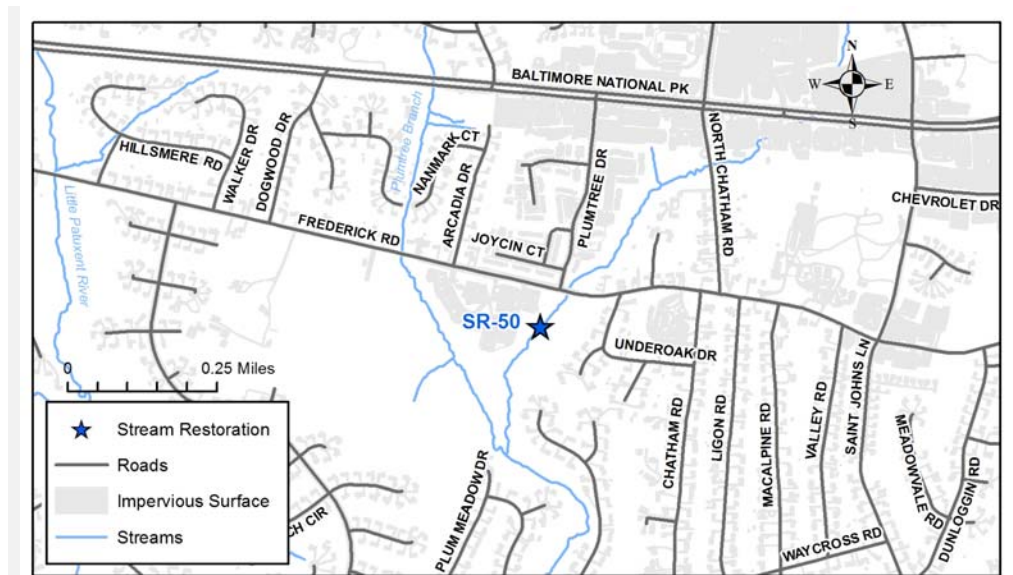 BALTIMORE NATIONAL PK
N
W
E
S
HILLSMERE RD
WALKER DR
DOGWOOD DR
Plumtree Branch
NANMARK CT
ARCADIA DR
JOYCIN CT
PLUMTREE DR
NORTH CHATHAM RD
CHEVROLET DR
FREDERICK RD
Little Patuxent River
SR-50
UNDEROAK DR
0
0.25 Miles
CHATHAM RD
LIGON RD
MACALPINE RD
VALLEY RD
SAINT JOHNS LN
MEADOWVALE RD
DUNLOGGIN RD
WAYCROSS RD
PLUM MEADOW DR
CH CIR
Stream Restoration
Roads
Impervious Surface
Streams